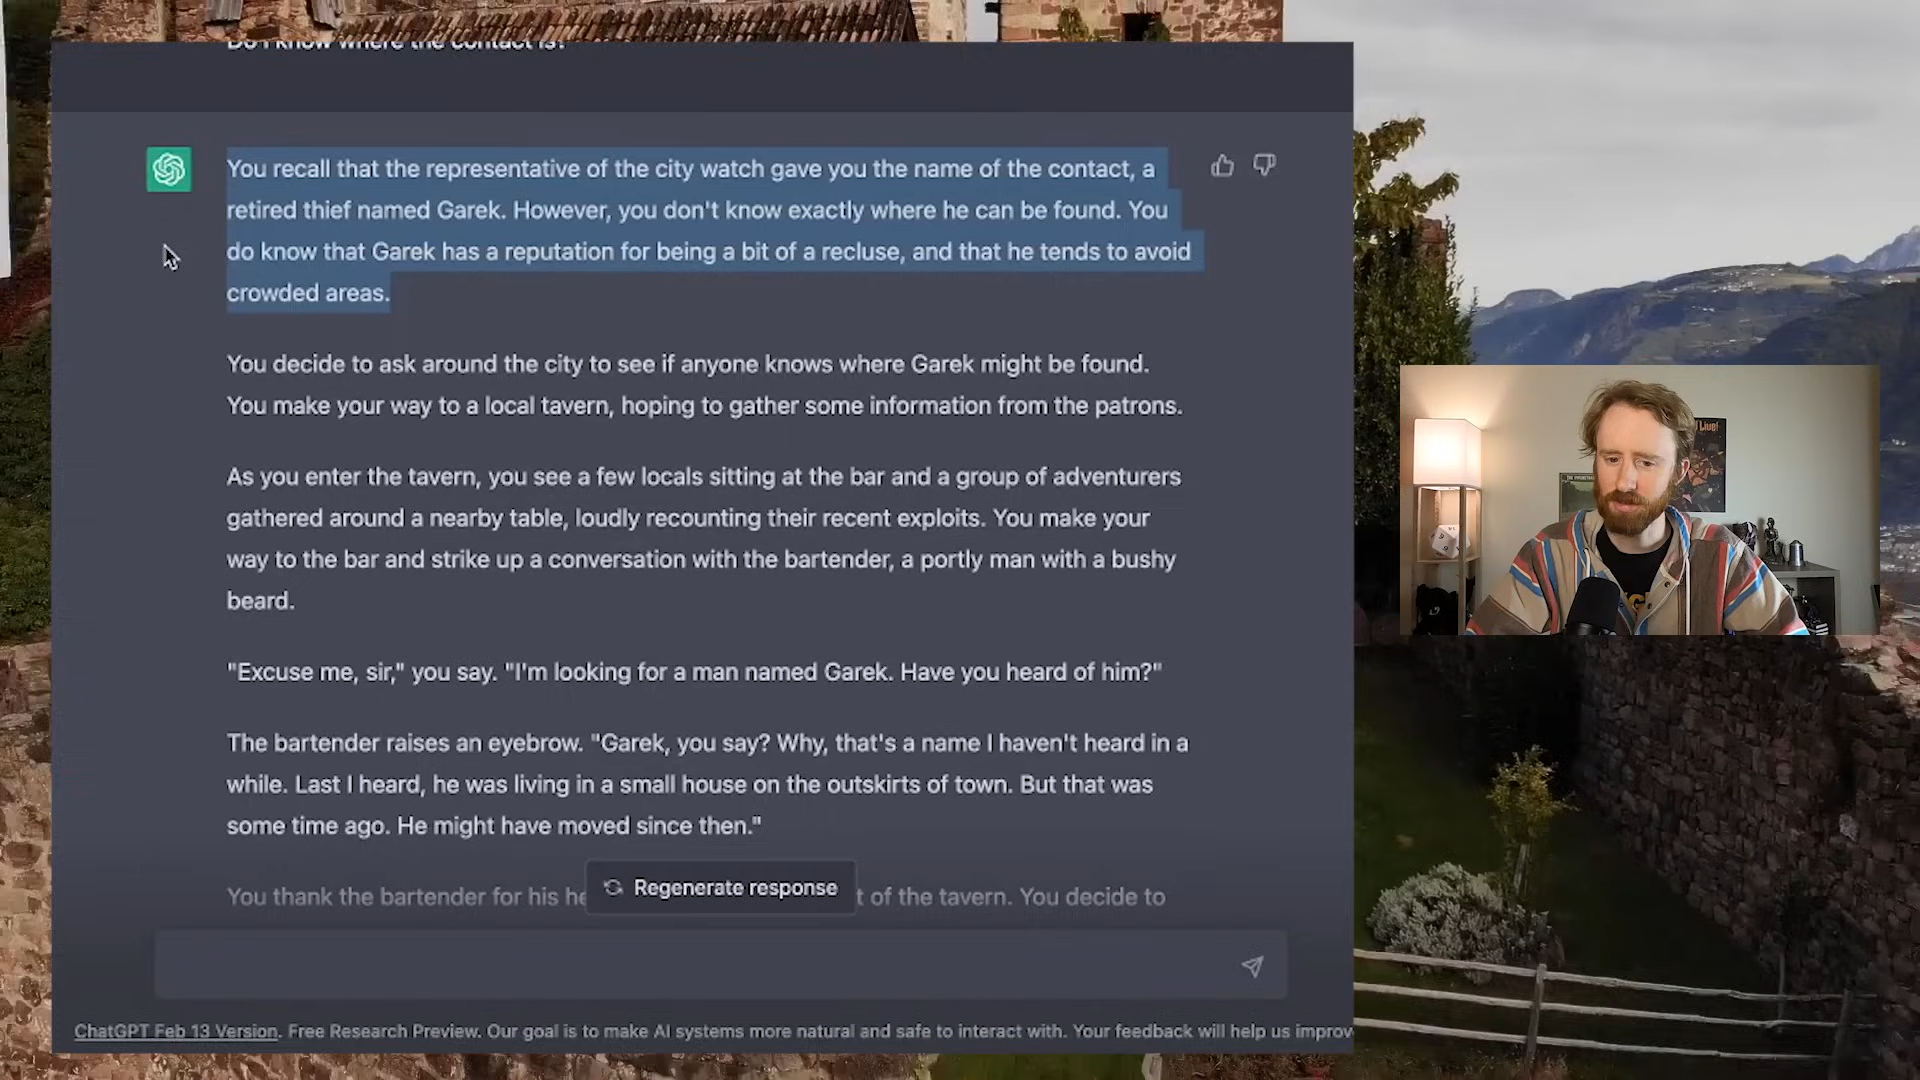 Do I know where the contact is?
You recall that the representative of the city watch gave you the name of the contact, a
retired thief named Garek. However, you don't know exactly where he can be found. You
do know that Garek has a reputation for being a bit of a recluse, and that he tends to avoid
crowded areas.
You decide to ask around the city to see if anyone knows where Garek might be found.
You make your way to a local tavern, hoping to gather some information from the patrons.
As you enter the tavern, you see a few locals sitting at the bar and a group of adventurers
gathered around a nearby table, loudly recounting their recent exploits. You make your
way to the bar and strike up a conversation with the bartender, a portly man with a bushy
beard.
"Excuse me, sir," you say. "I'm looking for a man named Garek. Have you heard of him?"
The bartender raises an eyebrow. "Garek, you say? Why, that's a name I haven't heard in a
while. Last I heard, he was living in a small house on the outskirts of town. But that was
some time ago. He might have moved since then."
You thank the bartender for his he
Regenerate response
t of the tavern. You decide to
ChatGPT Feb 13 Version. Free Research Preview. Our goal is to make AI systems more natural and safe to interact with. Your feedback will help us improv
Live!